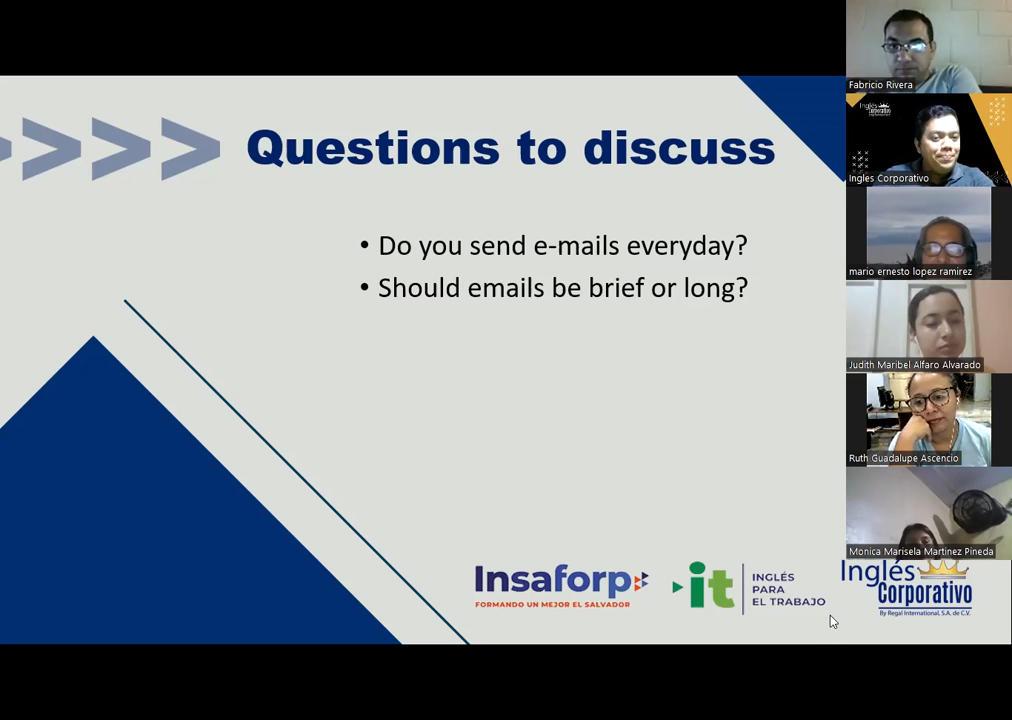 Questions to discuss
• Do you send e-mails everyday?
• Should emails be brief or long?
Insaforp
FORMANDO UN MEJOR EL SALVADOR
it
INGLÉS
PARA
EL TRABAJO
Inglés
Corporativo
By Regal International, S.A. de C.V.
Fabricio Rivera
Inglés
Corporativo
Ingles Corporativo
mario ernesto lopez ramirez
Judith Maribel Alfaro Alvarado
Ruth Guadalupe Ascencio
Monica Marisela Martinez Pineda